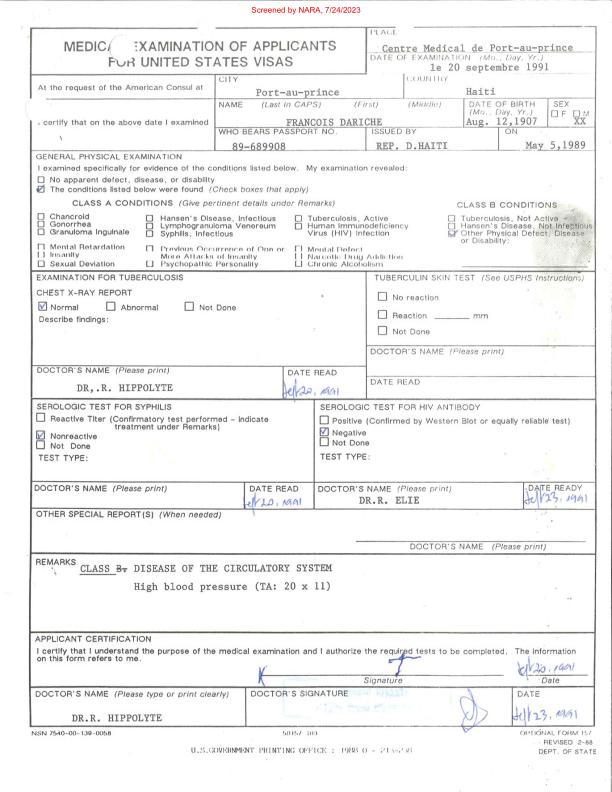 Screened by NARA, 7/24/2023
MEDICA EXAMINATION OF APPLICANTS
FOR UNITED STATES VISAS
PLACE
Centre Medical de Port-au-prince
DATE OF EXAMINATION (Mo., Day, Yr.)
le 20 septembre 1991
At the request of the American Consul at
CITY
Port-au-prince
COUNTRY
Haiti
certify that on the above date I examined
NAME (Last in CAPS) (First) (Middle)
FRANCOIS DARICHE
DATE OF BIRTH (Mo., Day, Yr.)
Aug. 12,1907
SEX
F M
XX
WHO BEARS PASSPORT NO.
89-689908
ISSUED BY
REP. D.HAITI
ON
May 5,1989
GENERAL PHYSICAL EXAMINATION
I examined specifically for evidence of the conditions listed below. My examination revealed:
No apparent defect, disease, or disability
The conditions listed below were found (Check boxes that apply)
CLASS A CONDITIONS (Give pertinent details under Remarks)
Chancroid
Gonorrhea
Granuloma Inguinale
Hansen's Disease, Infectious
Lymphogranuloma Venereum
Syphilis, Infectious
Tuberculosis, Active
Human Immunodeficiency
Virus (HIV) Infection
Mental Retardation
Insanity
Sexual Deviation
Previous Occurrence of One or
More Attacks of Insanity
Psychopathic Personality
Mental Defect
Narcotic Drug Addiction
Chronic Alcoholism
CLASS B CONDITIONS
Tuberculosis, Not Active
Hansen's Disease, Not Infectious
Other Physical Defect, Disease
or Disability:
EXAMINATION FOR TUBERCULOSIS
CHEST X-RAY REPORT
Normal Abnormal Not Done
Describe findings:
DOCTOR'S NAME (Please print)
DR,.R. HIPPOLYTE
DATE READ
Sept 20, 1991
TUBERCULIN SKIN TEST (See USPHS Instructions)
No reaction
Reaction ______ mm
Not Done
DOCTOR'S NAME (Please print)
DATE READ
SEROLOGIC TEST FOR SYPHILIS
Reactive Titer (Confirmatory test performed – indicate
treatment under Remarks)
Nonreactive
Not Done
TEST TYPE:
DOCTOR'S NAME (Please print)
DATE READ
Sept 20, 1991
SEROLOGIC TEST FOR HIV ANTIBODY
Positive (Confirmed by Western Blot or equally reliable test)
Negative
Not Done
TEST TYPE:
DOCTOR'S NAME (Please print)
DR.R. ELIE
DATE READY
Sept 23, 1991
OTHER SPECIAL REPORT(S) (When needed)
DOCTOR'S NAME (Please print)
REMARKS
CLASS B- DISEASE OF THE CIRCULATORY SYSTEM
High blood pressure (TA: 20 x 11)
APPLICANT CERTIFICATION
I certify that I understand the purpose of the medical examination and I authorize the required tests to be completed. The information
on this form refers to me.
Sept 20, 1991
Signature Date
DOCTOR'S NAME (Please type or print clearly)
DR.R. HIPPOLYTE
DOCTOR'S SIGNATURE
DATE
Sept 23, 1991
NSN 7540-00-139-0058
50157-101
OPTIONAL FORM 157
REVISED 2-88
DEPT. OF STATE
U.S.GOVERNMENT PRINTING OFFICE : 1988 O -